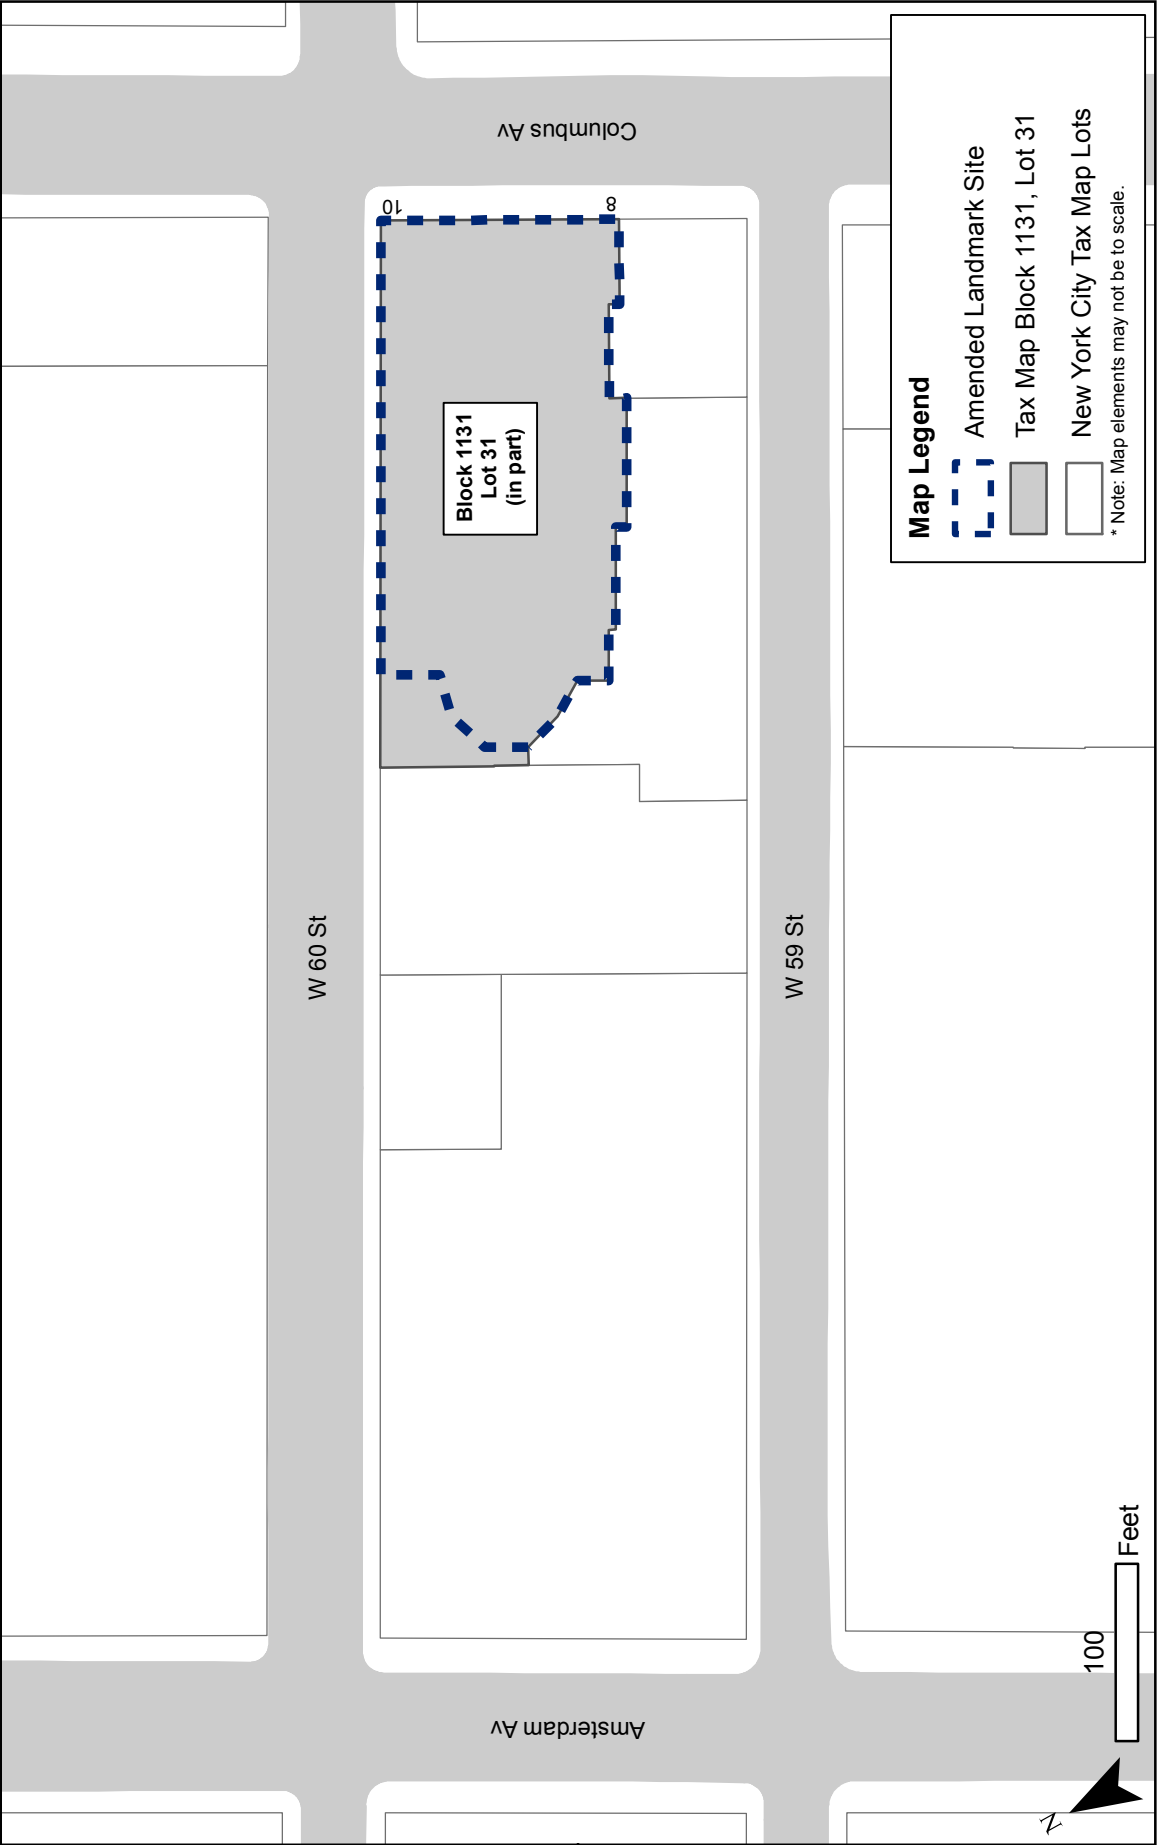 Columbus Av
10
8
Block 1131
Lot 31
(in part)
W 60 St
W 59 St
Amsterdam Av
Map Legend
Amended Landmark Site
Tax Map Block 1131, Lot 31
New York City Tax Map Lots
* Note: Map elements may not be to scale.
100
Feet
N